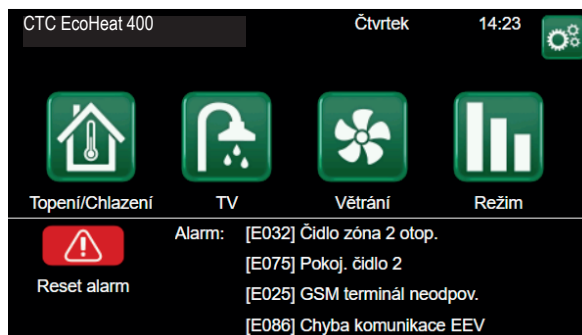 CTC EcoHeat 400 Čtvrtek 14:23
Topení/Chlazení TV Větrání Režim
Alarm: [E032] Čidlo zóna 2 otop.
[E075] Pokoj. čidlo 2
Reset alarm [E025] GSM terminál neodpov.
[E086] Chyba komunikace EEV